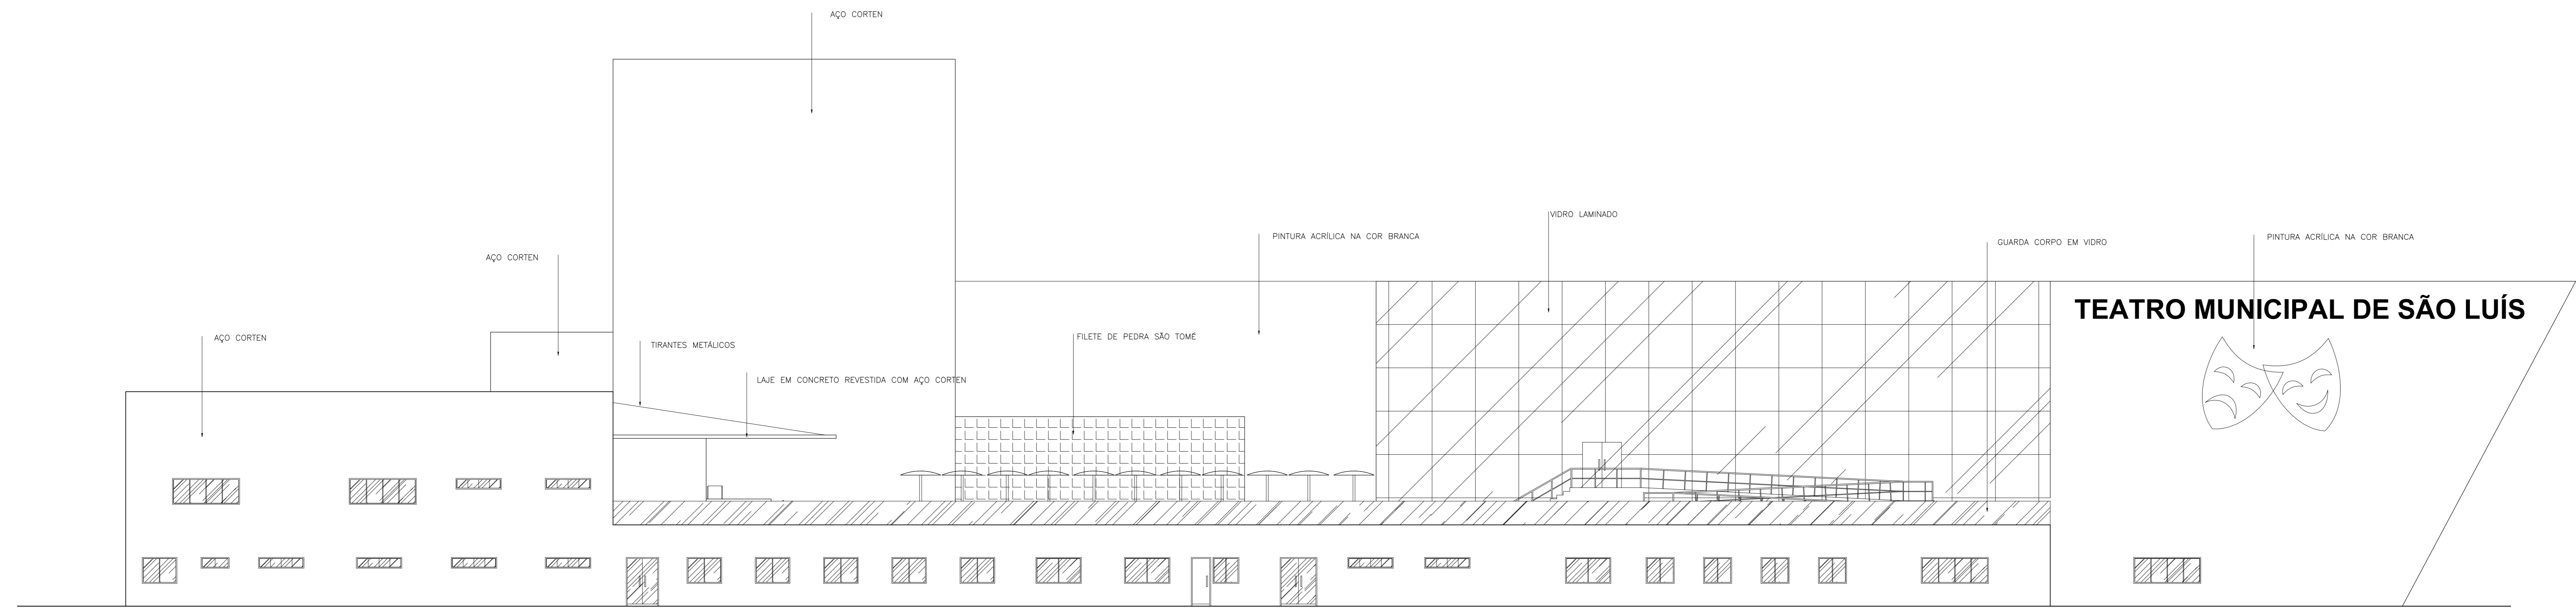 AÇO CORTEN
VIDRO LAMINADO
PINTURA ACRÍLICA NA COR BRANCA
PINTURA ACRÍLICA NA COR BRANCA
GUARDA CORPO EM VIDRO
AÇO CORTEN
TEATRO MUNICIPAL DE SÃO LUÍS
AÇO CORTEN
FILETE DE PEDRA SÃO TOMÉ
TIRANTES METÁLICOS
LAJE EM CONCRETO REVESTIDA COM AÇO CORTEN